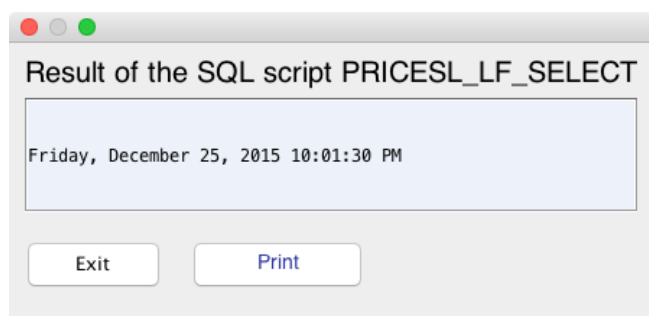 Result of the SQL script PRICESL_LF_SELECT
Friday, December 25, 2015 10:01:30 PM
Exit
Print